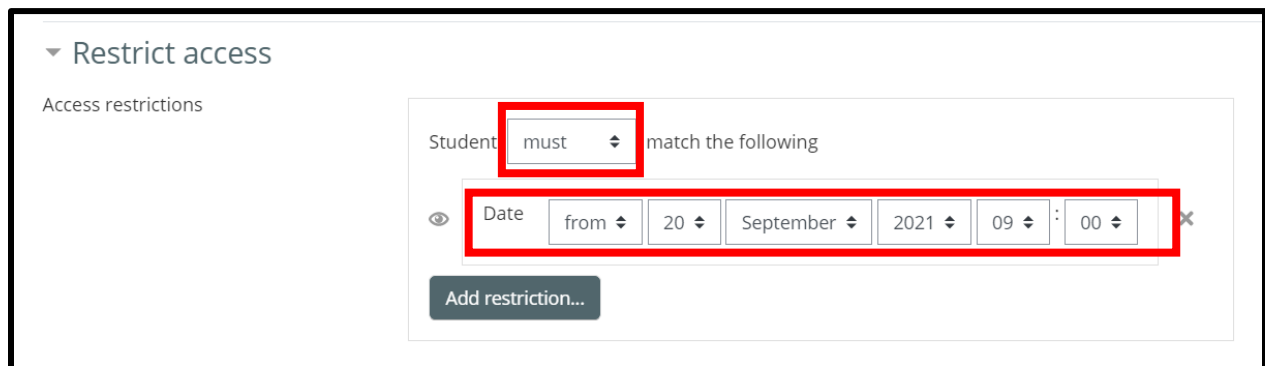 Restrict access
Access restrictions
Student must match the following
Date from 20 September 2021 09 : 00
Add restriction...